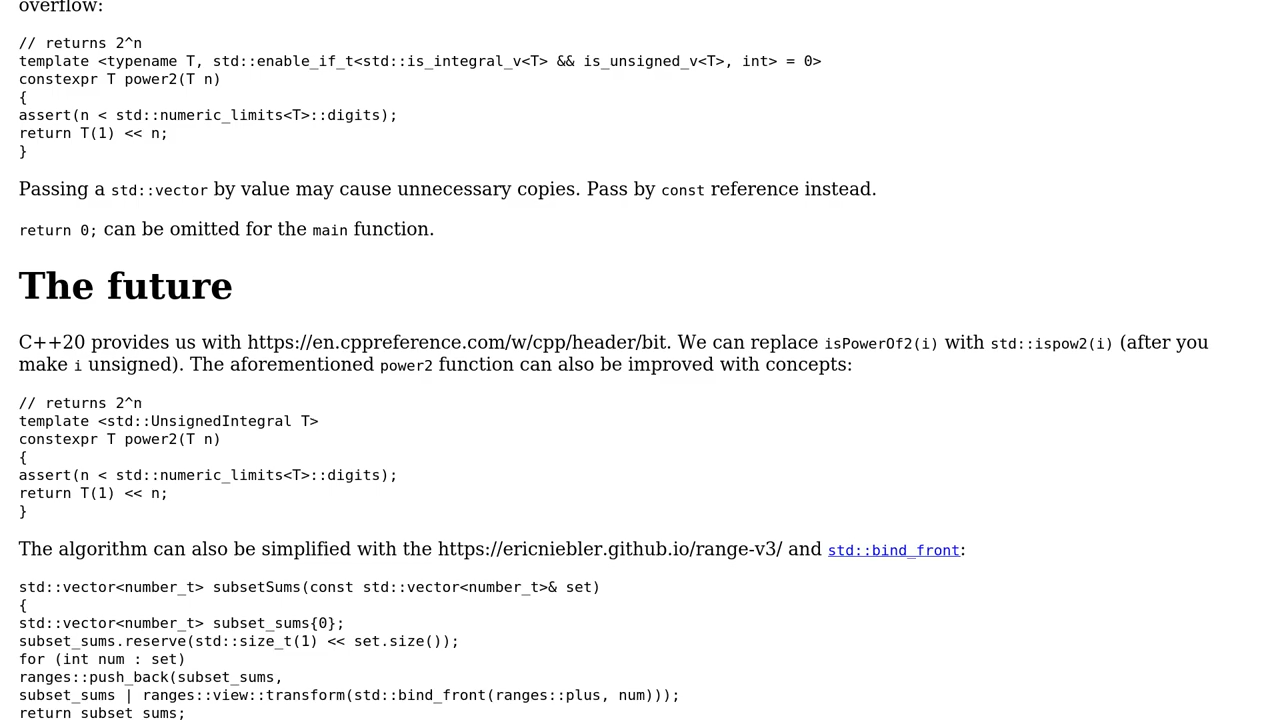 overflow:
// returns 2^n
template <typename T, std::enable_if_t<std::is_integral_v<T> && is_unsigned_v<T>, int> = 0>
constexpr T power2(T n)
{
assert(n < std::numeric_limits<T>::digits);
return T(1) << n;
}
Passing a std::vector by value may cause unnecessary copies. Pass by const reference instead.
return 0; can be omitted for the main function.
The future
C++20 provides us with https://en.cppreference.com/w/cpp/header/bit. We can replace isPowerOf2(i) with std::ispow2(i) (after you
make i unsigned). The aforementioned power2 function can also be improved with concepts:
// returns 2^n
template <std::UnsignedIntegral T>
constexpr T power2(T n)
{
assert(n < std::numeric_limits<T>::digits);
return T(1) << n;
}
The algorithm can also be simplified with the https://ericniebler.github.io/range-v3/ and std::bind_front:
std::vector<number_t> subsetSums(const std::vector<number_t>& set)
{
std::vector<number_t> subset_sums{0};
subset_sums.reserve(std::size_t(1) << set.size());
for (int num : set)
ranges::push_back(subset_sums,
subset_sums | ranges::view::transform(std::bind_front(ranges::plus, num)));
return subset_sums;